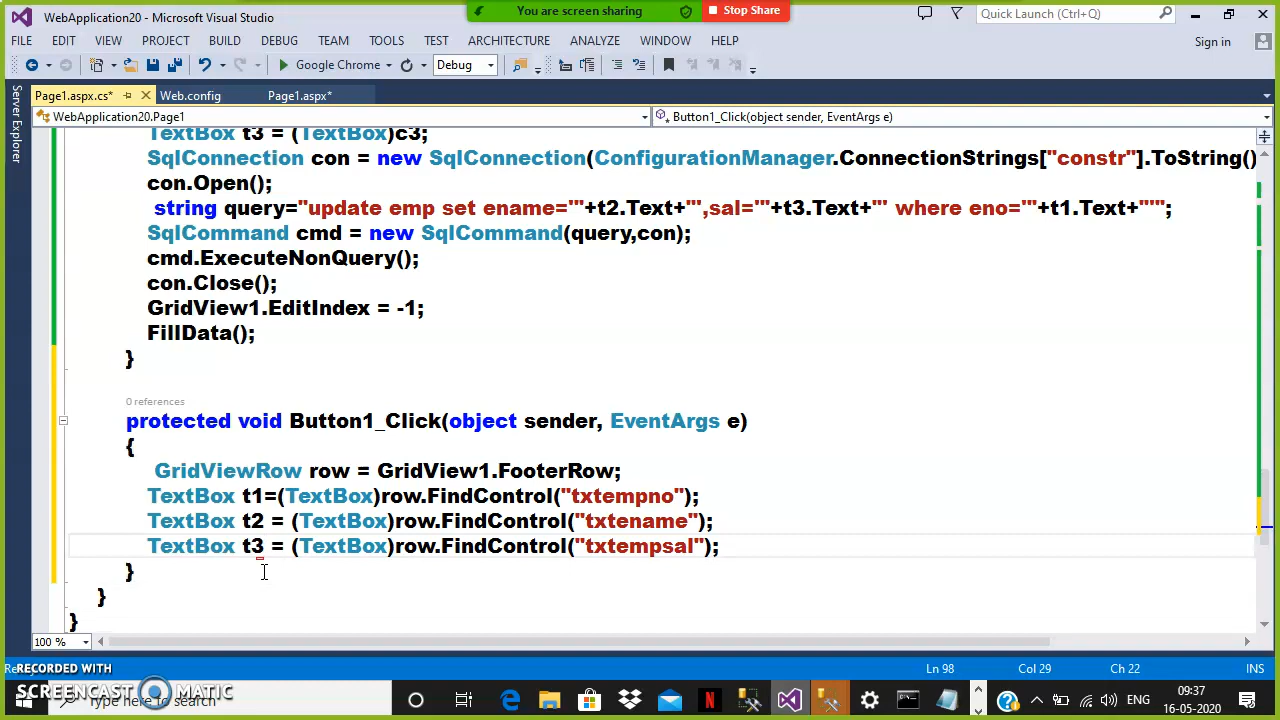 WebApplication20 - Microsoft Visual Studio
You are screen sharing
Stop Share
Quick Launch (Ctrl+Q)
FILE EDIT VIEW PROJECT BUILD DEBUG TEAM TOOLS TEST ARCHITECTURE ANALYZE WINDOW HELP
Sign in
Google Chrome
Debug
Server Explorer
Page1.aspx.cs*
Web.config
Page1.aspx*
WebApplication20.Page1
Button1_Click(object sender, EventArgs e)
TextBox t3 = (TextBox)c3;
SqlConnection con = new SqlConnection(ConfigurationManager.ConnectionStrings["constr"].ToString()
con.Open();
string query="update emp set ename='"+t2.Text+"',sal='"+t3.Text+"' where eno='"+t1.Text+"'";
SqlCommand cmd = new SqlCommand(query,con);
cmd.ExecuteNonQuery();
con.Close();
GridView1.EditIndex = -1;
FillData();
}
0 references
protected void Button1_Click(object sender, EventArgs e)
{
GridViewRow row = GridView1.FooterRow;
TextBox t1=(TextBox)row.FindControl("txtempno");
TextBox t2 = (TextBox)row.FindControl("txtename");
TextBox t3 = (TextBox)row.FindControl("txtempsal");
}
}
}
100 %
Ln 98
Col 29
Ch 22
INS
RECORDED WITH
SCREENCAST MATIC
Type here to search
ENG
09:37
16-05-2020